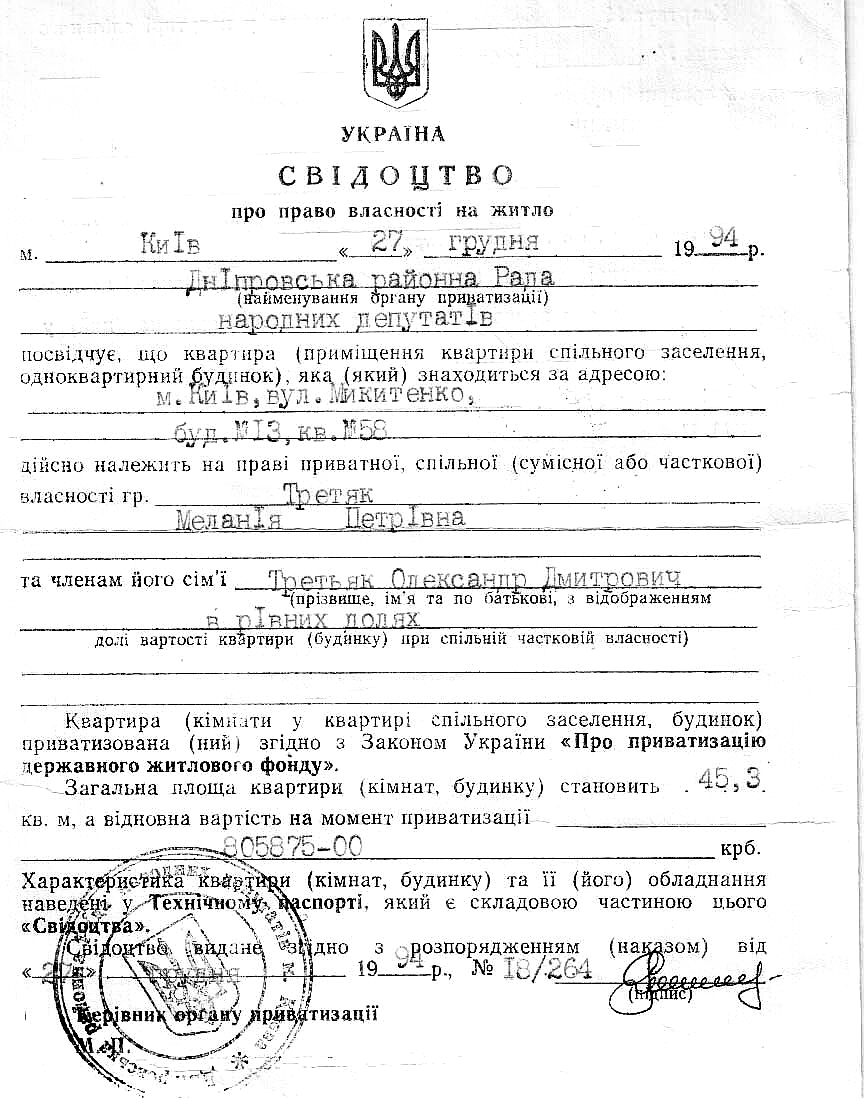 УКРАЇНА
СВІДОЦТВО
про право власності на житло
м. КиІв «27» грудня 1994р.
ДнІпровська районна Рада
(найменування органу приватизації)
народних депутатІв
посвідчує, що квартира (приміщення квартири спільного заселення,
одноквартирний будинок), яка (який) знаходиться за адресою:
м.КиІв,вул.Микитенко,
буд.№І3,кв.№58
дійсно належить на праві приватної, спільної (сумісної або часткової)
власності гр. Третяк
МеланІя ПетрІвна
та членам його сім'ї Третьяк Олександр Дмитрович
(прізвище, ім'я та по батькові, з відображенням
в рІвних долях
долі вартості квартири (будинку) при спільній частковій власності)
Квартира (кімнати у квартирі спільного заселення, будинок)
приватизована (ний) згідно з Законом України «Про приватизацію
державного житлового фонду».
Загальна площа квартири (кімнат, будинку) становить 45,3
кв. м, а відновна вартість на момент приватизації
805875-00 крб.
Характеристика квартири (кімнат, будинку) та її (його) обладнання
наведені у Технічному паспорті, який є складовою частиною цього
«Свідоцтва».
Свідоцтво видане згідно з розпорядженням (наказом) від
«27» грудня 1994р., № І8/264
(підпис)
Керівник органу приватизації
М. П.